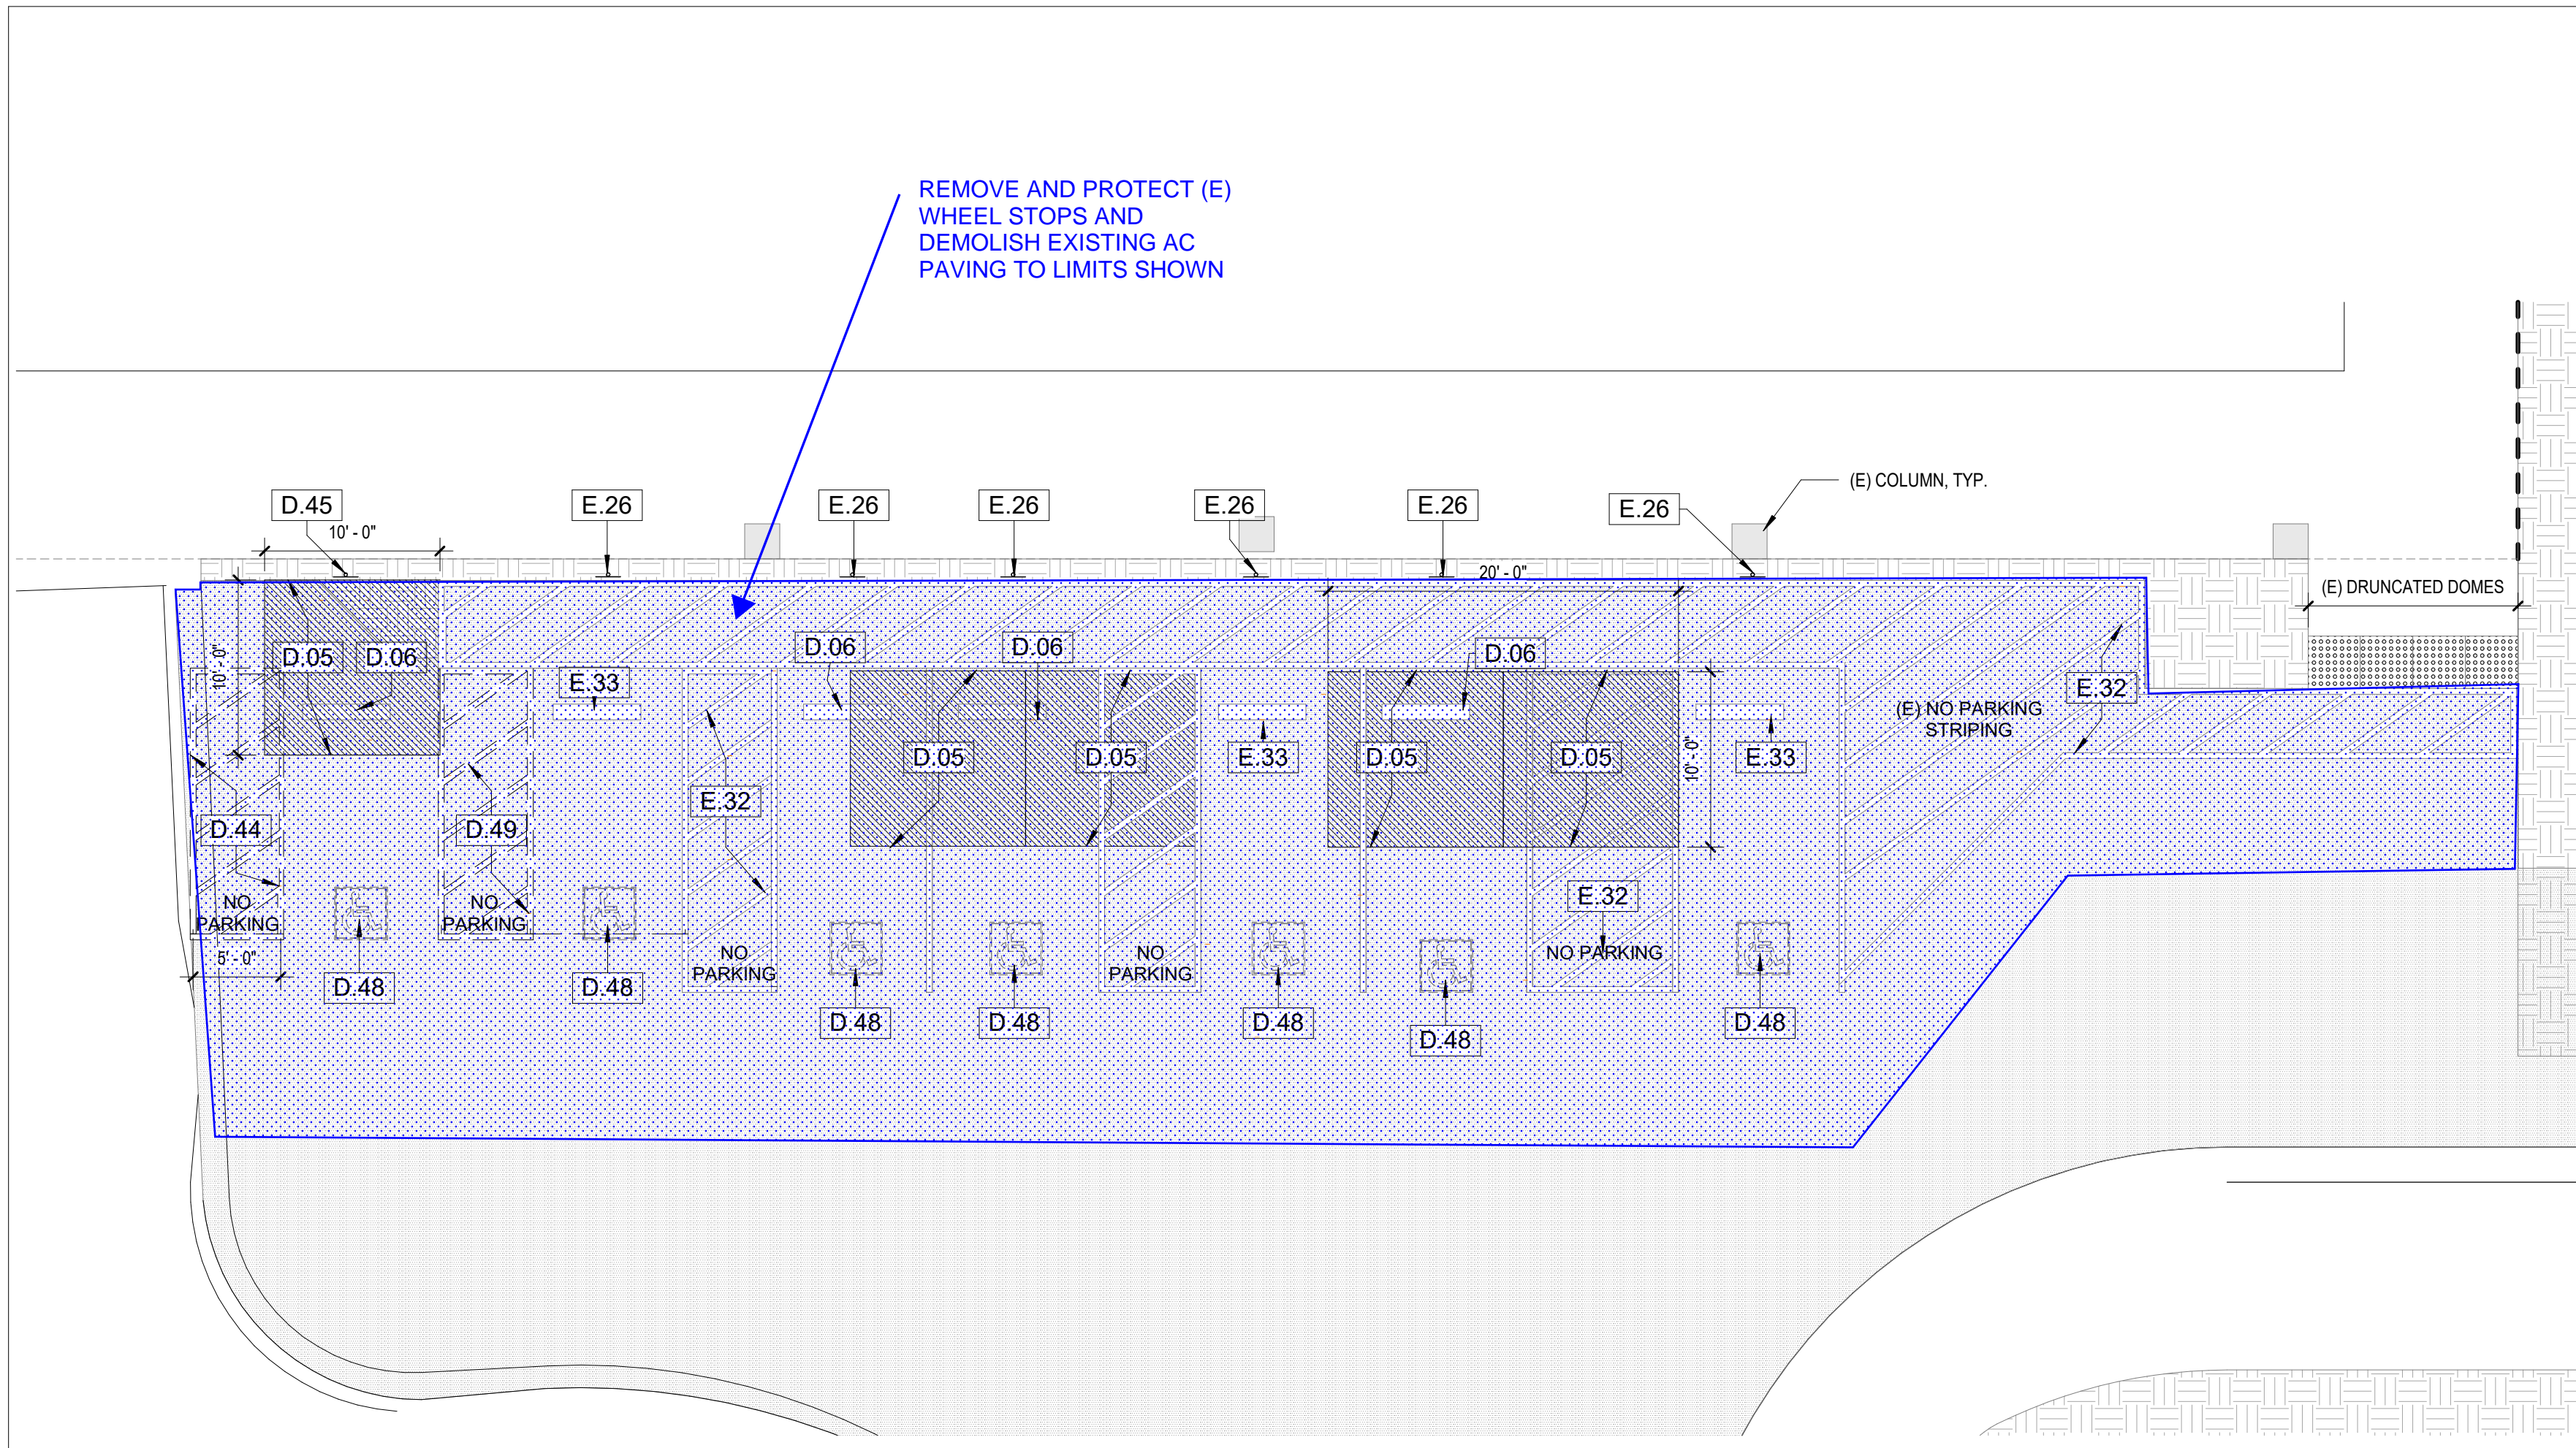 REMOVE AND PROTECT (E)
WHEEL STOPS AND
DEMOLISH EXISTING AC
PAVING TO LIMITS SHOWN
(E) COLUMN, TYP.
D.45
E.26
E.26
E.26
E.26
E.26
E.26
10' - 0"
20' - 0"
(E) DRUNCATED DOMES
D.05
D.06
10' - 0"
E.33
D.06
D.06
D.06
E.32
(E) NO PARKING
STRIPING
D.05
D.05
E.33
D.05
D.05
10' - 0"
E.33
E.32
D.44
D.49
E.32
NO
PARKING
NO
PARKING
NO
PARKING
NO
PARKING
NO PARKING
5' - 0"
D.48
D.48
D.48
D.48
D.48
D.48
D.48